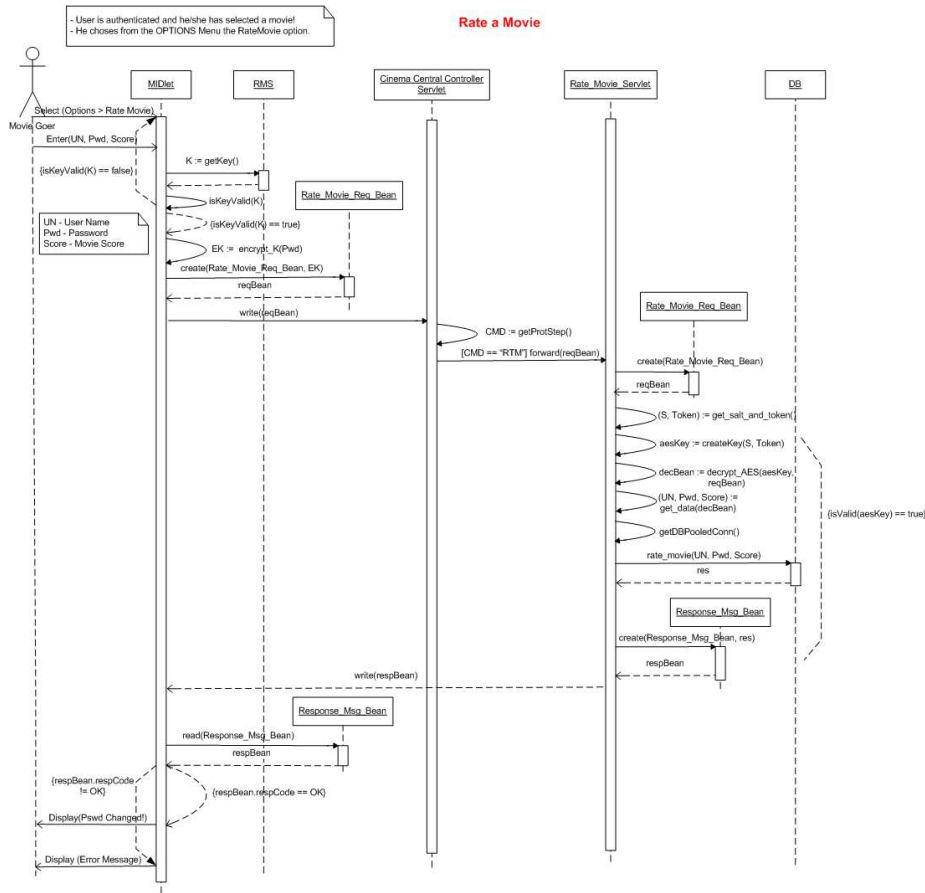 - User is authenticated and he/she has selected a movie!
- He choses from the OPTIONS Menu the RateMovie option.
Rate a Movie
MIDlet
RMS
Cinema Central Controller
Servlet
Rate_Movie_Servlet
DB
Select (Options > Rate Movie)
Movie Goer
Enter(UN, Pwd, Score)
K := getKey()
{isKeyValid(K) == false}
Rate_Movie_Req_Bean
isKeyValid(K)
UN - User Name
Pwd - Password
Score - Movie Score
{isKeyValid(K) == true}
EK := encrypt_K(Pwd)
create(Rate_Movie_Req_Bean, EK)
reqBean
Rate_Movie_Req_Bean
write(reqBean)
CMD := getProtStep()
[CMD == "RTM"] forward(reqBean)
create(Rate_Movie_Req_Bean)
reqBean
(S, Token) := get_salt_and_token()
aesKey := createKey(S, Token)
decBean := decrypt_AES(aesKey,
reqBean)
(UN, Pwd, Score) :=
get_data(decBean)
{isValid(aesKey) == true}
getDBPooledConn()
rate_movie(UN, Pwd, Score)
res
Response_Msg_Bean
create(Response_Msg_Bean, res)
respBean
write(respBean)
Response_Msg_Bean
read(Response_Msg_Bean)
respBean
{respBean.respCode
!= OK}
{respBean.respCode == OK}
Display(Pswd Changed!)
Display (Error Message)